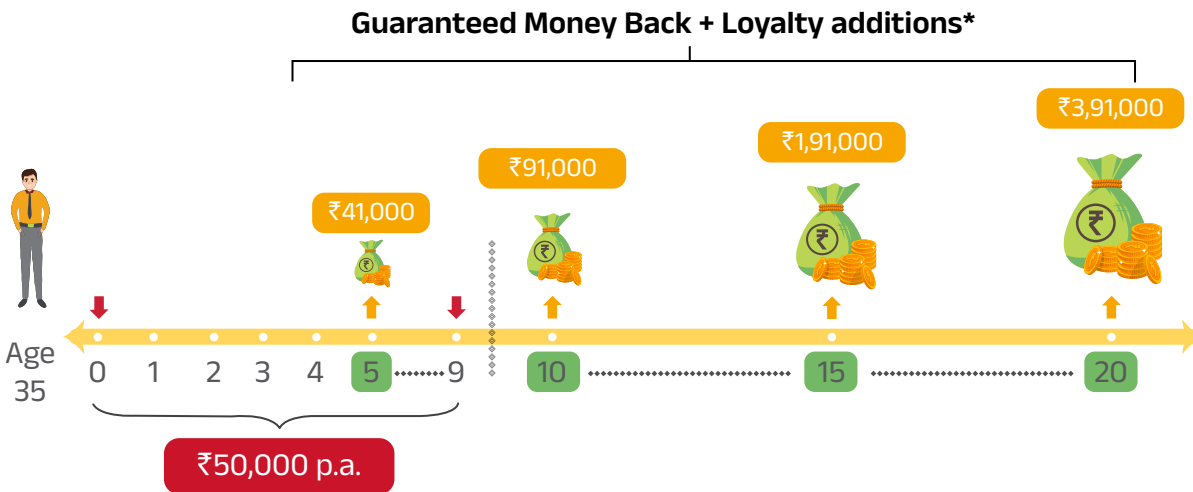 Guaranteed Money Back + Loyalty additions*
₹3,91,000
₹1,91,000
₹91,000
₹41,000
₹
₹
₹
₹
Age
35
0 1 2 3 4 5 9 10 15 20
₹50,000 p.a.